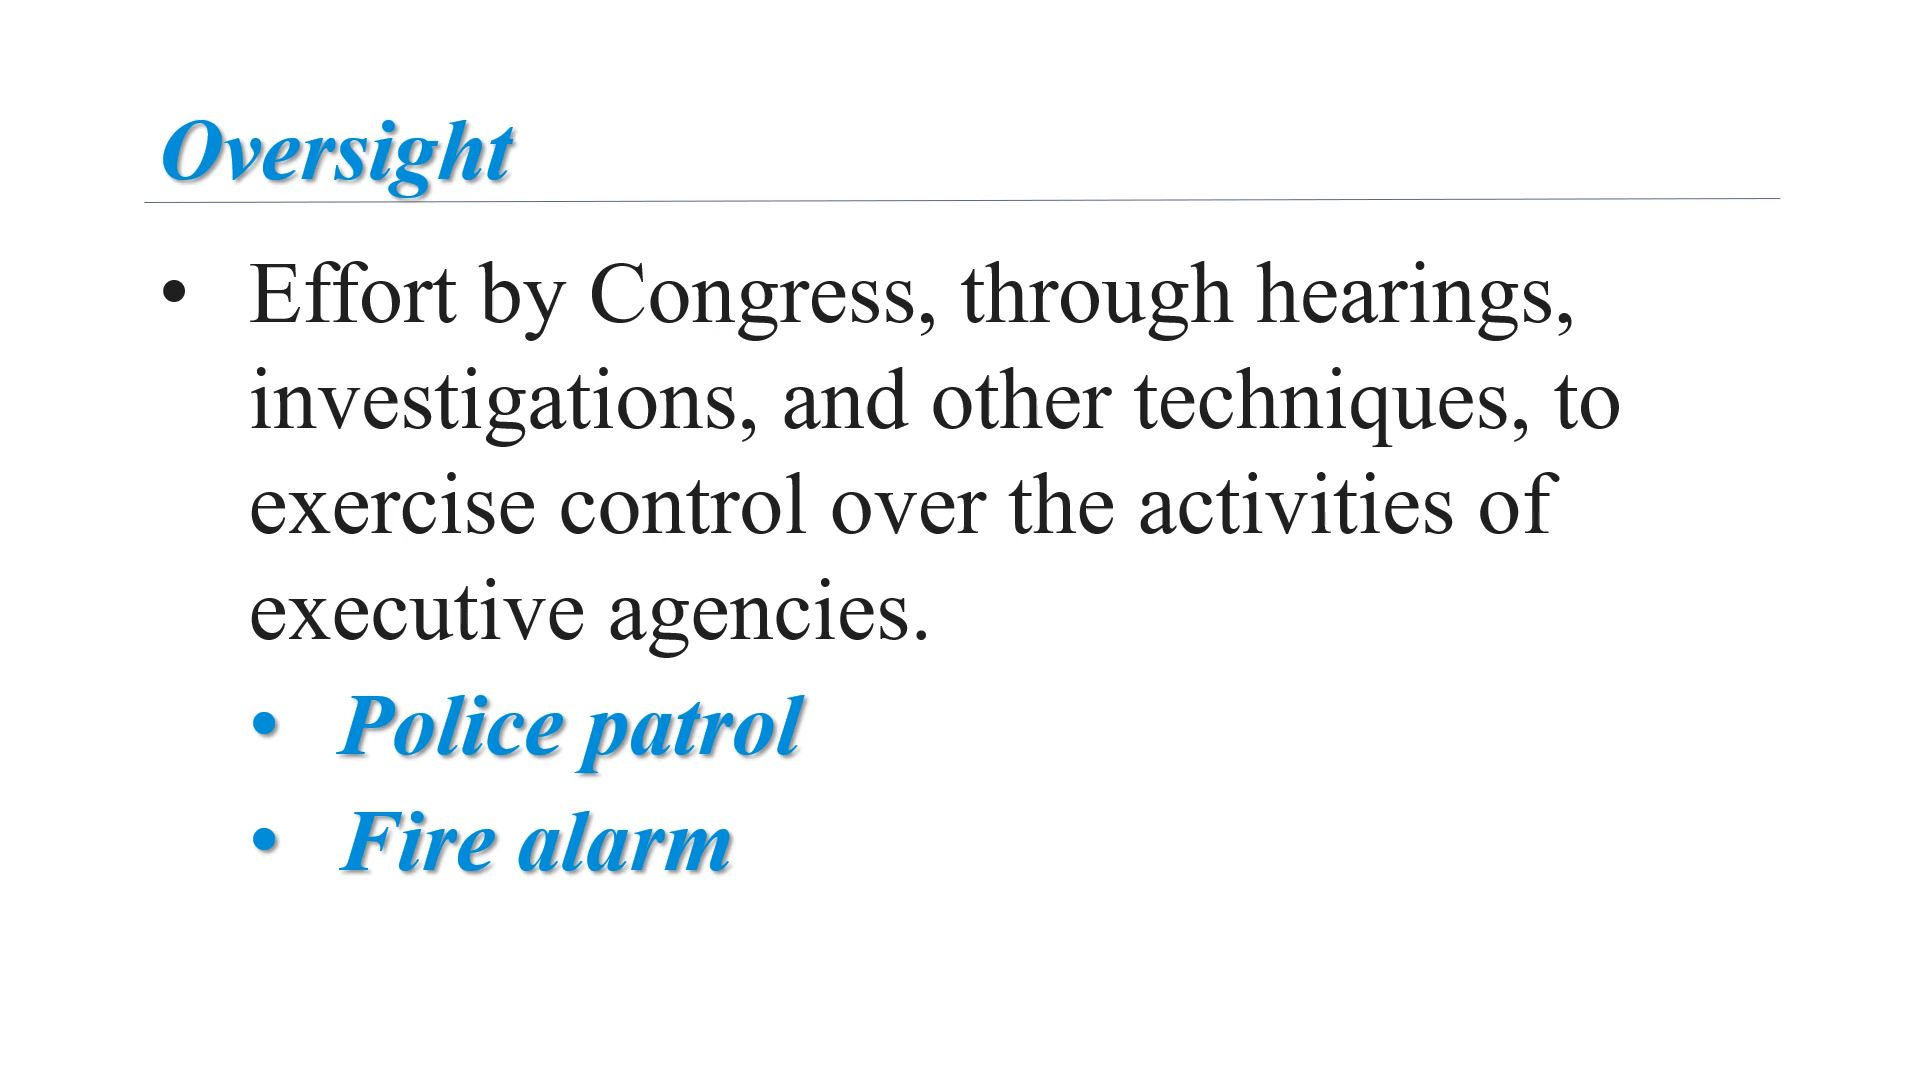 Oversight
• Effort by Congress, through hearings,
investigations, and other techniques, to
exercise control over the activities of
executive agencies.
• Police patrol
• Fire alarm